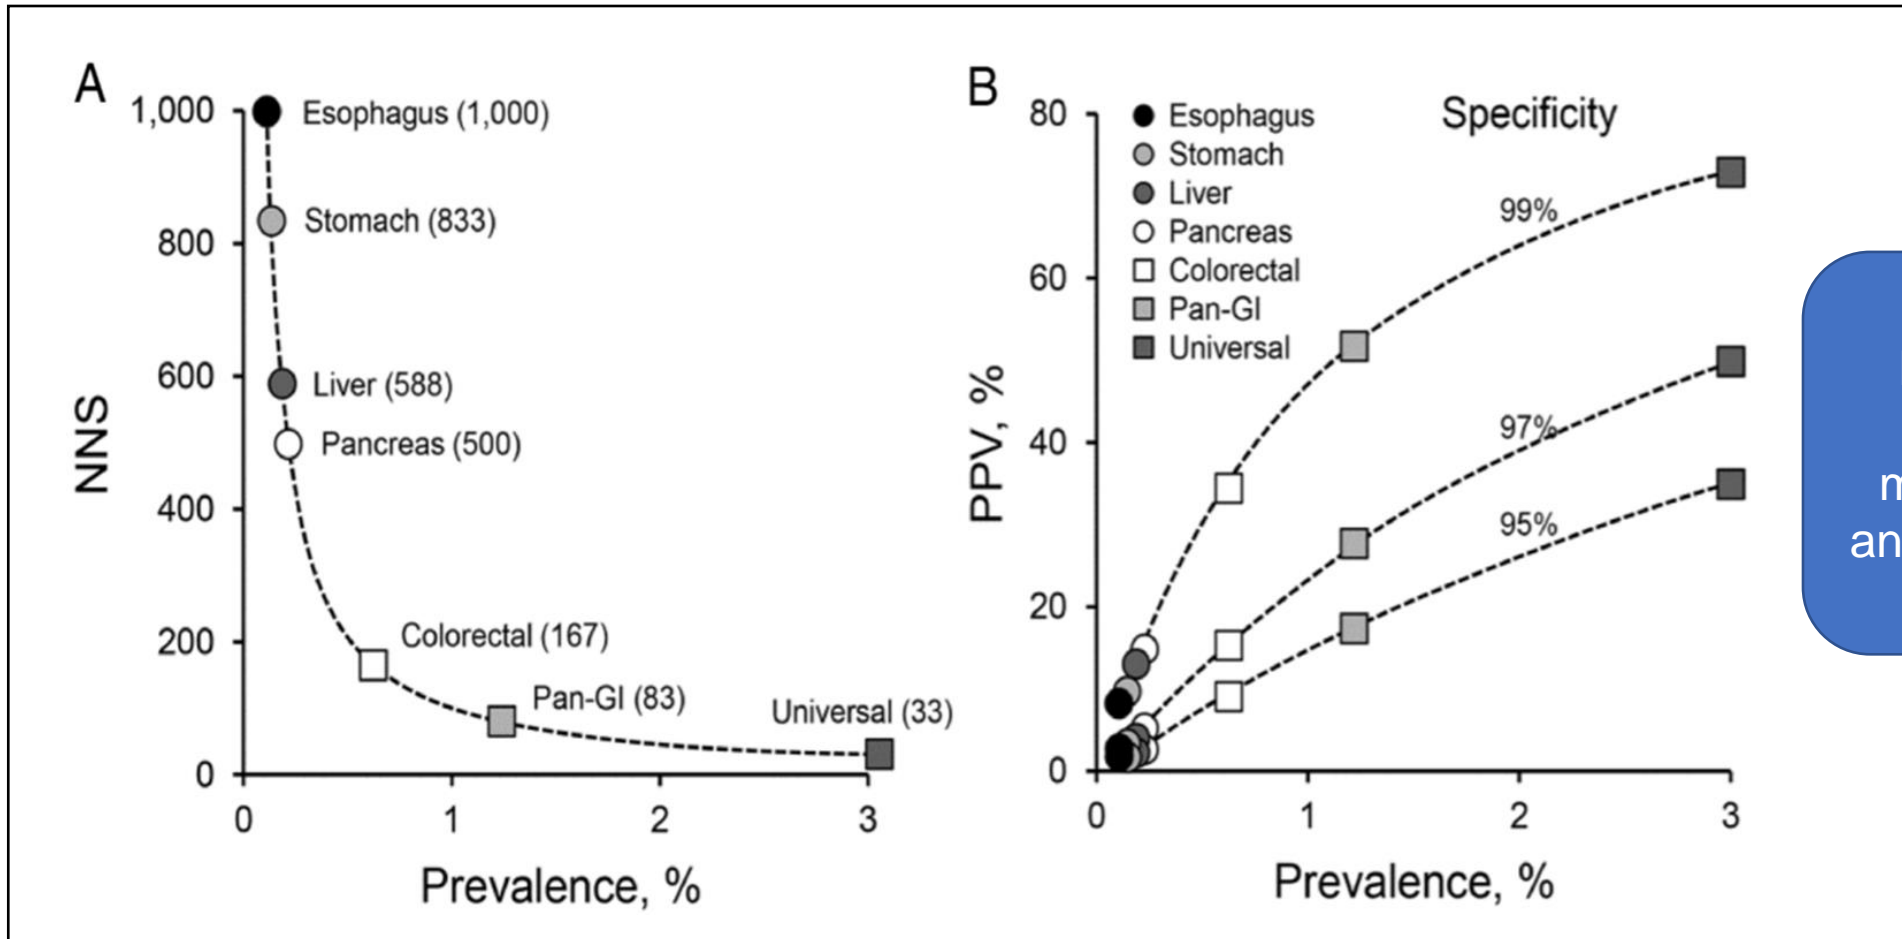 A
1,000
800
600
400
200
0
NNS
Esophagus (1,000)
Stomach (833)
Liver (588)
Pancreas (500)
Colorectal (167)
Pan-GI (83)
Universal (33)
0 1 2 3
Prevalence, %
B
80
60
40
20
0
PPV, %
Esophagus
Stomach
Liver
Pancreas
Colorectal
Pan-GI
Universal
Specificity
99%
97%
95%
0 1 2 3
Prevalence, %